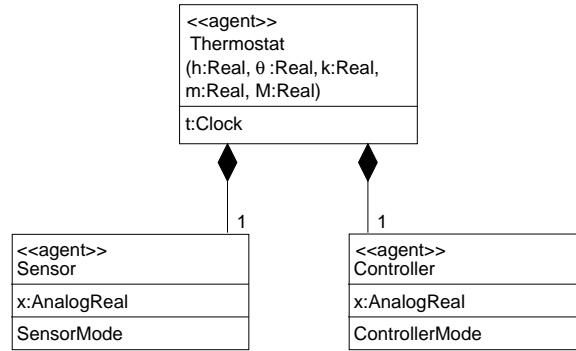 <<agent>>
Thermostat
(h:Real, θ :Real, k:Real,
m:Real, M:Real)
t:Clock
1
1
<<agent>>
Sensor
x:AnalogReal
SensorMode
<<agent>>
Controller
x:AnalogReal
ControllerMode